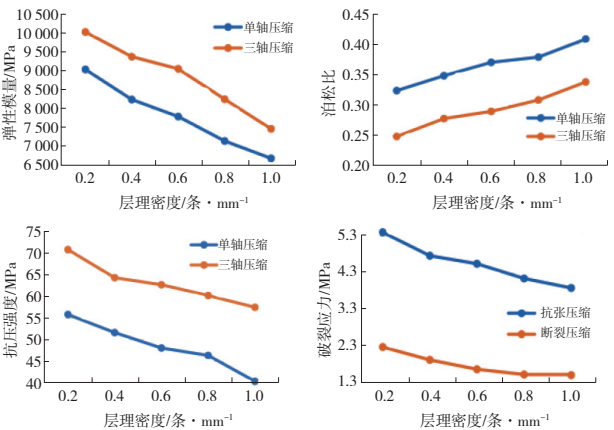 弹性模量/MPa
10 500
10 000
9 500
9 000
8 500
8 000
7 500
7 000
6 500
单轴压缩
三轴压缩
0.2 0.4 0.6 0.8 1.0
层理密度/条·mm⁻¹
泊松比
0.45
0.40
0.35
0.30
0.25
0.20
单轴压缩
三轴压缩
0.2 0.4 0.6 0.8 1.0
层理密度/条·mm⁻¹
抗压强度/MPa
75
70
65
60
55
50
45
40
单轴压缩
三轴压缩
0.2 0.4 0.6 0.8 1.0
层理密度/条·mm⁻¹
破裂应力/MPa
5.3
4.3
3.3
2.3
1.3
抗张压缩
断裂压缩
0.2 0.4 0.6 0.8 1.0
层理密度/条·mm⁻¹